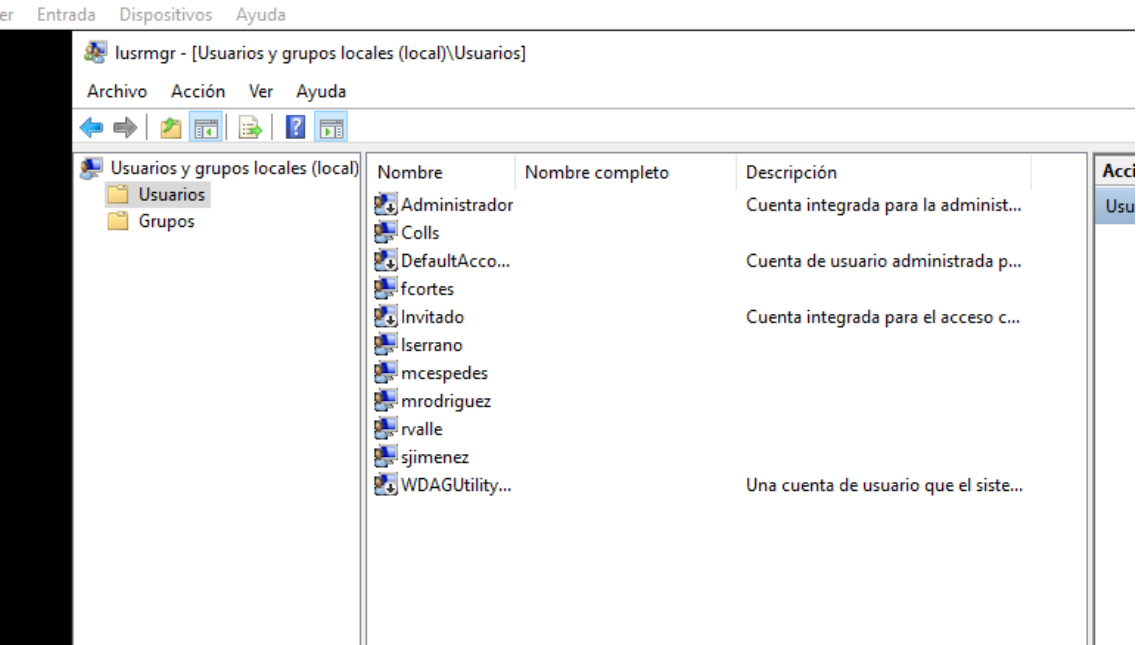 er Entrada Dispositivos Ayuda
lusrmgr - [Usuarios y grupos locales (local)\Usuarios]
Archivo Acción Ver Ayuda
Usuarios y grupos locales (local)
Usuarios
Grupos
Nombre Nombre completo Descripción
Administrador Cuenta integrada para la administ...
Colls
DefaultAcco... Cuenta de usuario administrada p...
fcortes
Invitado Cuenta integrada para el acceso c...
lserrano
mcespedes
mrodriguez
rvalle
sjimenez
WDAGUtility... Una cuenta de usuario que el siste...
Acci
Usu